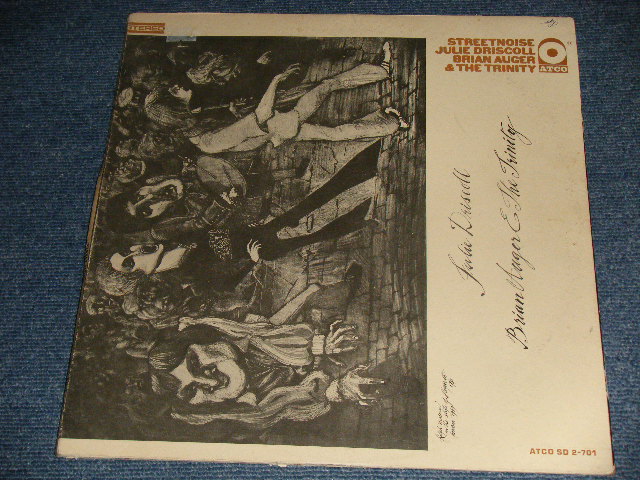 STEREO
STREETNOISE
JULIE DRISCOLL
BRIAN AUGER
& THE TRINITY
ATCO
Julie Driscoll
Brian Auger & The Trinity
ATCO SD 2-701